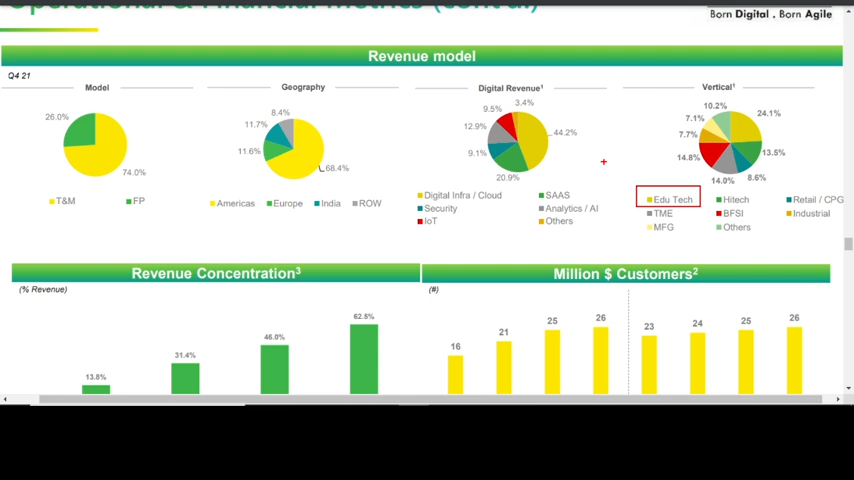 Operational & Financial Metrics (cont'd.)
Born Digital . Born Agile
Revenue model
Q4 21
Model
26.0%
74.0%
T&M
FP
Geography
8.4%
11.7%
11.6%
68.4%
Americas
Europe
India
ROW
Digital Revenue¹
3.4%
9.5%
12.9%
44.2%
9.1%
20.9%
Digital Infra / Cloud
SAAS
Security
Analytics / AI
IoT
Others
Vertical¹
10.2%
7.1%
24.1%
7.7%
14.8%
13.5%
14.0%
8.6%
Edu Tech
Hitech
Retail / CPG
TME
BFSI
Industrial
MFG
Others
Revenue Concentration³
(% Revenue)
13.8%
31.4%
46.0%
62.5%
Million $ Customers²
(#)
16
21
25
26
23
24
25
26